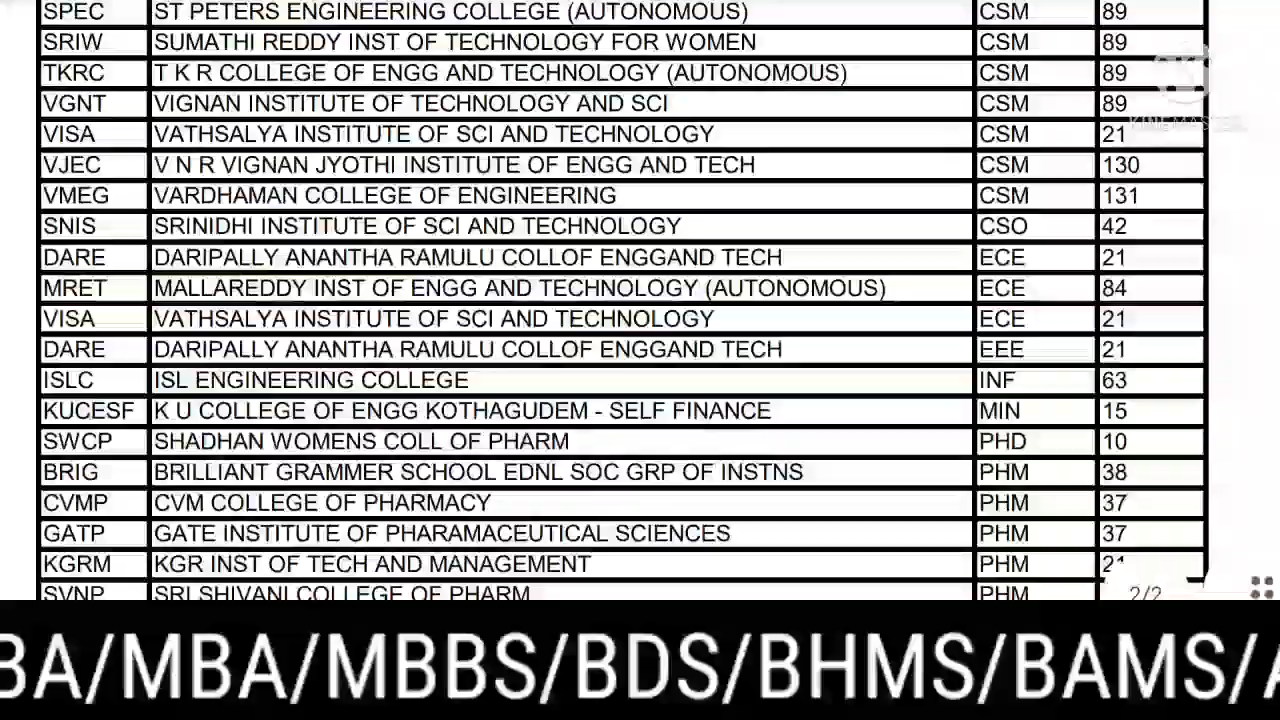 SPEC ST PETERS ENGINEERING COLLEGE (AUTONOMOUS) CSM 89
SRIW SUMATHI REDDY INST OF TECHNOLOGY FOR WOMEN CSM 89
TKRC T K R COLLEGE OF ENGG AND TECHNOLOGY (AUTONOMOUS) CSM 89
VGNT VIGNAN INSTITUTE OF TECHNOLOGY AND SCI CSM 89
KINEMASTER
VISA VATHSALYA INSTITUTE OF SCI AND TECHNOLOGY CSM 21
VJEC V N R VIGNAN JYOTHI INSTITUTE OF ENGG AND TECH CSM 130
VMEG VARDHAMAN COLLEGE OF ENGINEERING CSM 131
SNIS SRINIDHI INSTITUTE OF SCI AND TECHNOLOGY CSO 42
DARE DARIPALLY ANANTHA RAMULU COLLOF ENGGAND TECH ECE 21
MRET MALLAREDDY INST OF ENGG AND TECHNOLOGY (AUTONOMOUS) ECE 84
VISA VATHSALYA INSTITUTE OF SCI AND TECHNOLOGY ECE 21
DARE DARIPALLY ANANTHA RAMULU COLLOF ENGGAND TECH EEE 21
ISLC ISL ENGINEERING COLLEGE INF 63
KUCESF K U COLLEGE OF ENGG KOTHAGUDEM - SELF FINANCE MIN 15
SWCP SHADHAN WOMENS COLL OF PHARM PHD 10
BRIG BRILLIANT GRAMMER SCHOOL EDNL SOC GRP OF INSTNS PHM 38
CVMP CVM COLLEGE OF PHARMACY PHM 37
GATP GATE INSTITUTE OF PHARAMACEUTICAL SCIENCES PHM 37
KGRM KGR INST OF TECH AND MANAGEMENT PHM
SVNP SRI SHIVANI COLLEGE OF PHARM PHM
2/2
BA/MBA/MBBS/BDS/BHMS/BAMS/A